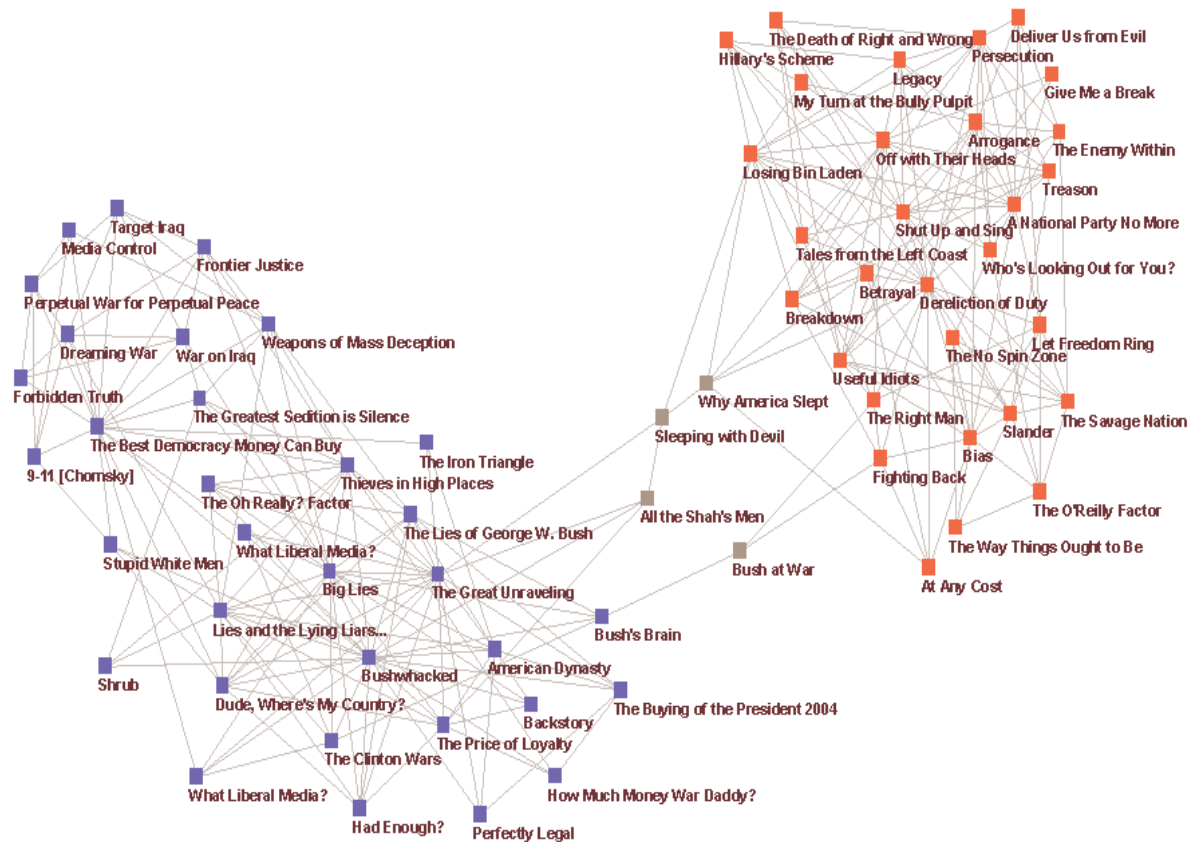 Deliver Us from Evil
The Death of Right and Wrong
Persecution
Hillary's Scheme
Legacy
Give Me a Break
My Turn at the Bully Pulpit
Arrogance
The Enemy Within
Off with Their Heads
Losing Bin Laden
Treason
A National Party No More
Shut Up and Sing
Target Iraq
Media Control
Tales from the Left Coast
Frontier Justice
Who's Looking Out for You?
Betrayal
Perpetual War for Perpetual Peace
Dereliction of Duty
Breakdown
Let Freedom Ring
Weapons of Mass Deception
Dreaming War
War on Iraq
The No Spin Zone
Useful Idiots
Forbidden Truth
Why America Slept
The Greatest Sedition is Silence
The Right Man
The Savage Nation
Slander
Sleeping with Devil
The Best Democracy Money Can Buy
Bias
The Iron Triangle
9-11 [Chomsky]
Thieves in High Places
Fighting Back
The Oh Really? Factor
The O'Reilly Factor
All the Shah's Men
The Lies of George W. Bush
The Way Things Ought to Be
What Liberal Media?
Stupid White Men
Bush at War
At Any Cost
Big Lies
The Great Unraveling
Lies and the Lying Liars...
Bush's Brain
American Dynasty
Bushwhacked
Shrub
Dude, Where's My Country?
The Buying of the President 2004
Backstory
The Price of Loyalty
The Clinton Wars
What Liberal Media?
How Much Money War Daddy?
Had Enough?
Perfectly Legal